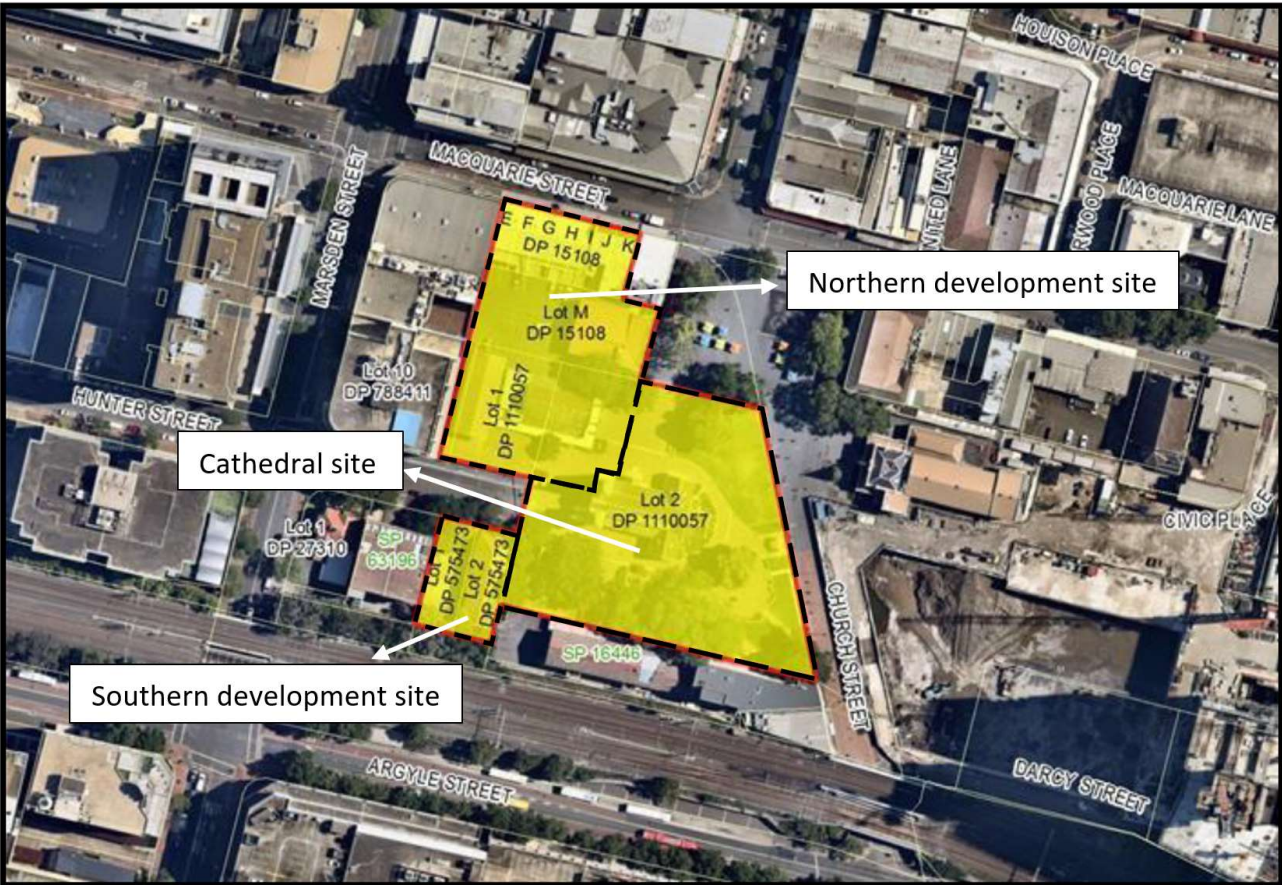 HOUISON PLACE
MACQUARIE STREET
MARSDEN STREET
UNITED LANE
RWOOD PLACE
MACQUARIE LANE
E F G H I J K
DP 15108
Northern development site
Lot M
DP 15108
Lot 10
DP 788411
Lot 1
DP 1110057
HUNTER STREET
Cathedral site
Lot 2
DP 1110057
CIVIC PLACE
Lot 1
DP 27310
SP
63196
Lot 1
DP 575473
Lot 2
DP 575473
CHURCH STREET
SP 16446
Southern development site
ARGYLE STREET
DARCY STREET